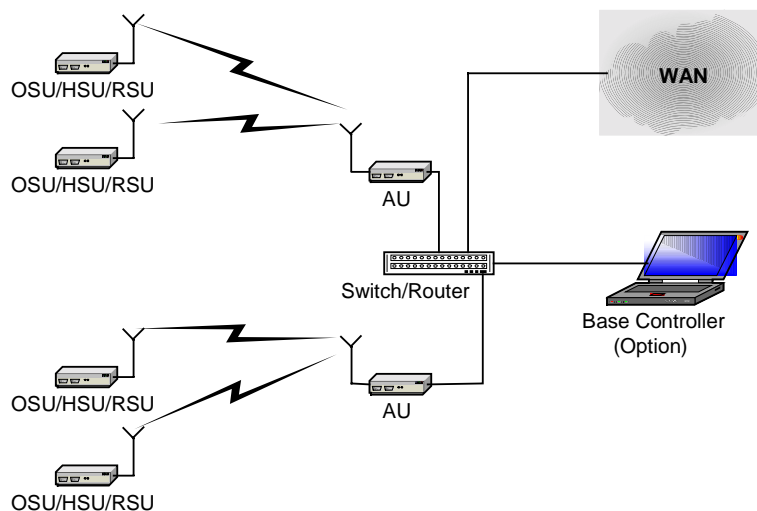 OSU/HSU/RSU
WAN
OSU/HSU/RSU
AU
Switch/Router
Base Controller
(Option)
OSU/HSU/RSU
AU
OSU/HSU/RSU